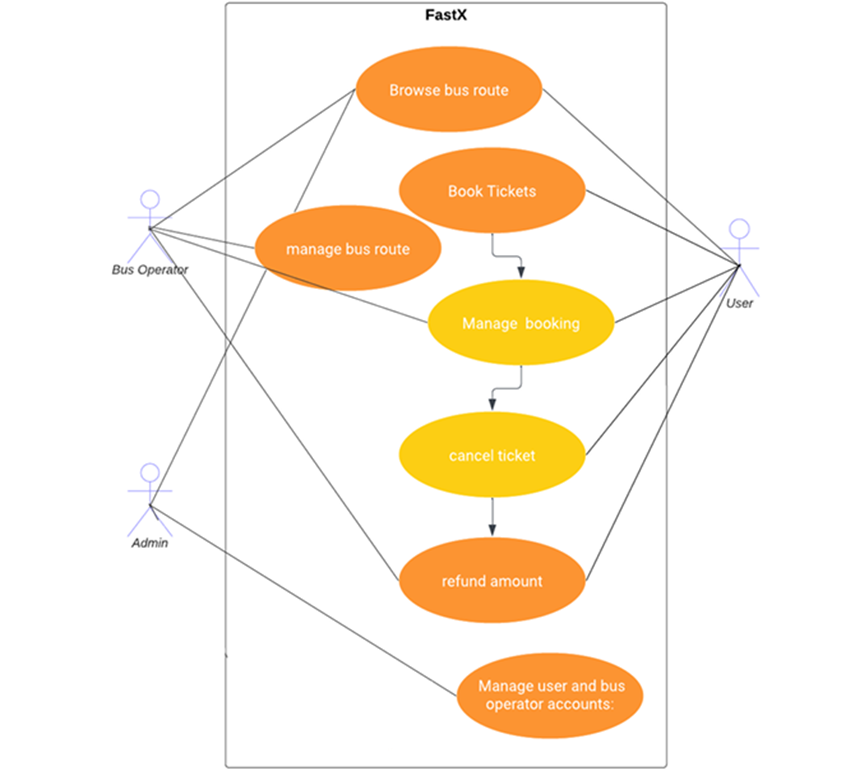 FastX
Browse bus route
Book Tickets
manage bus route
Bus Operator
User
Manage  booking
cancel ticket
Admin
refund amount
Manage user and bus
operator accounts: